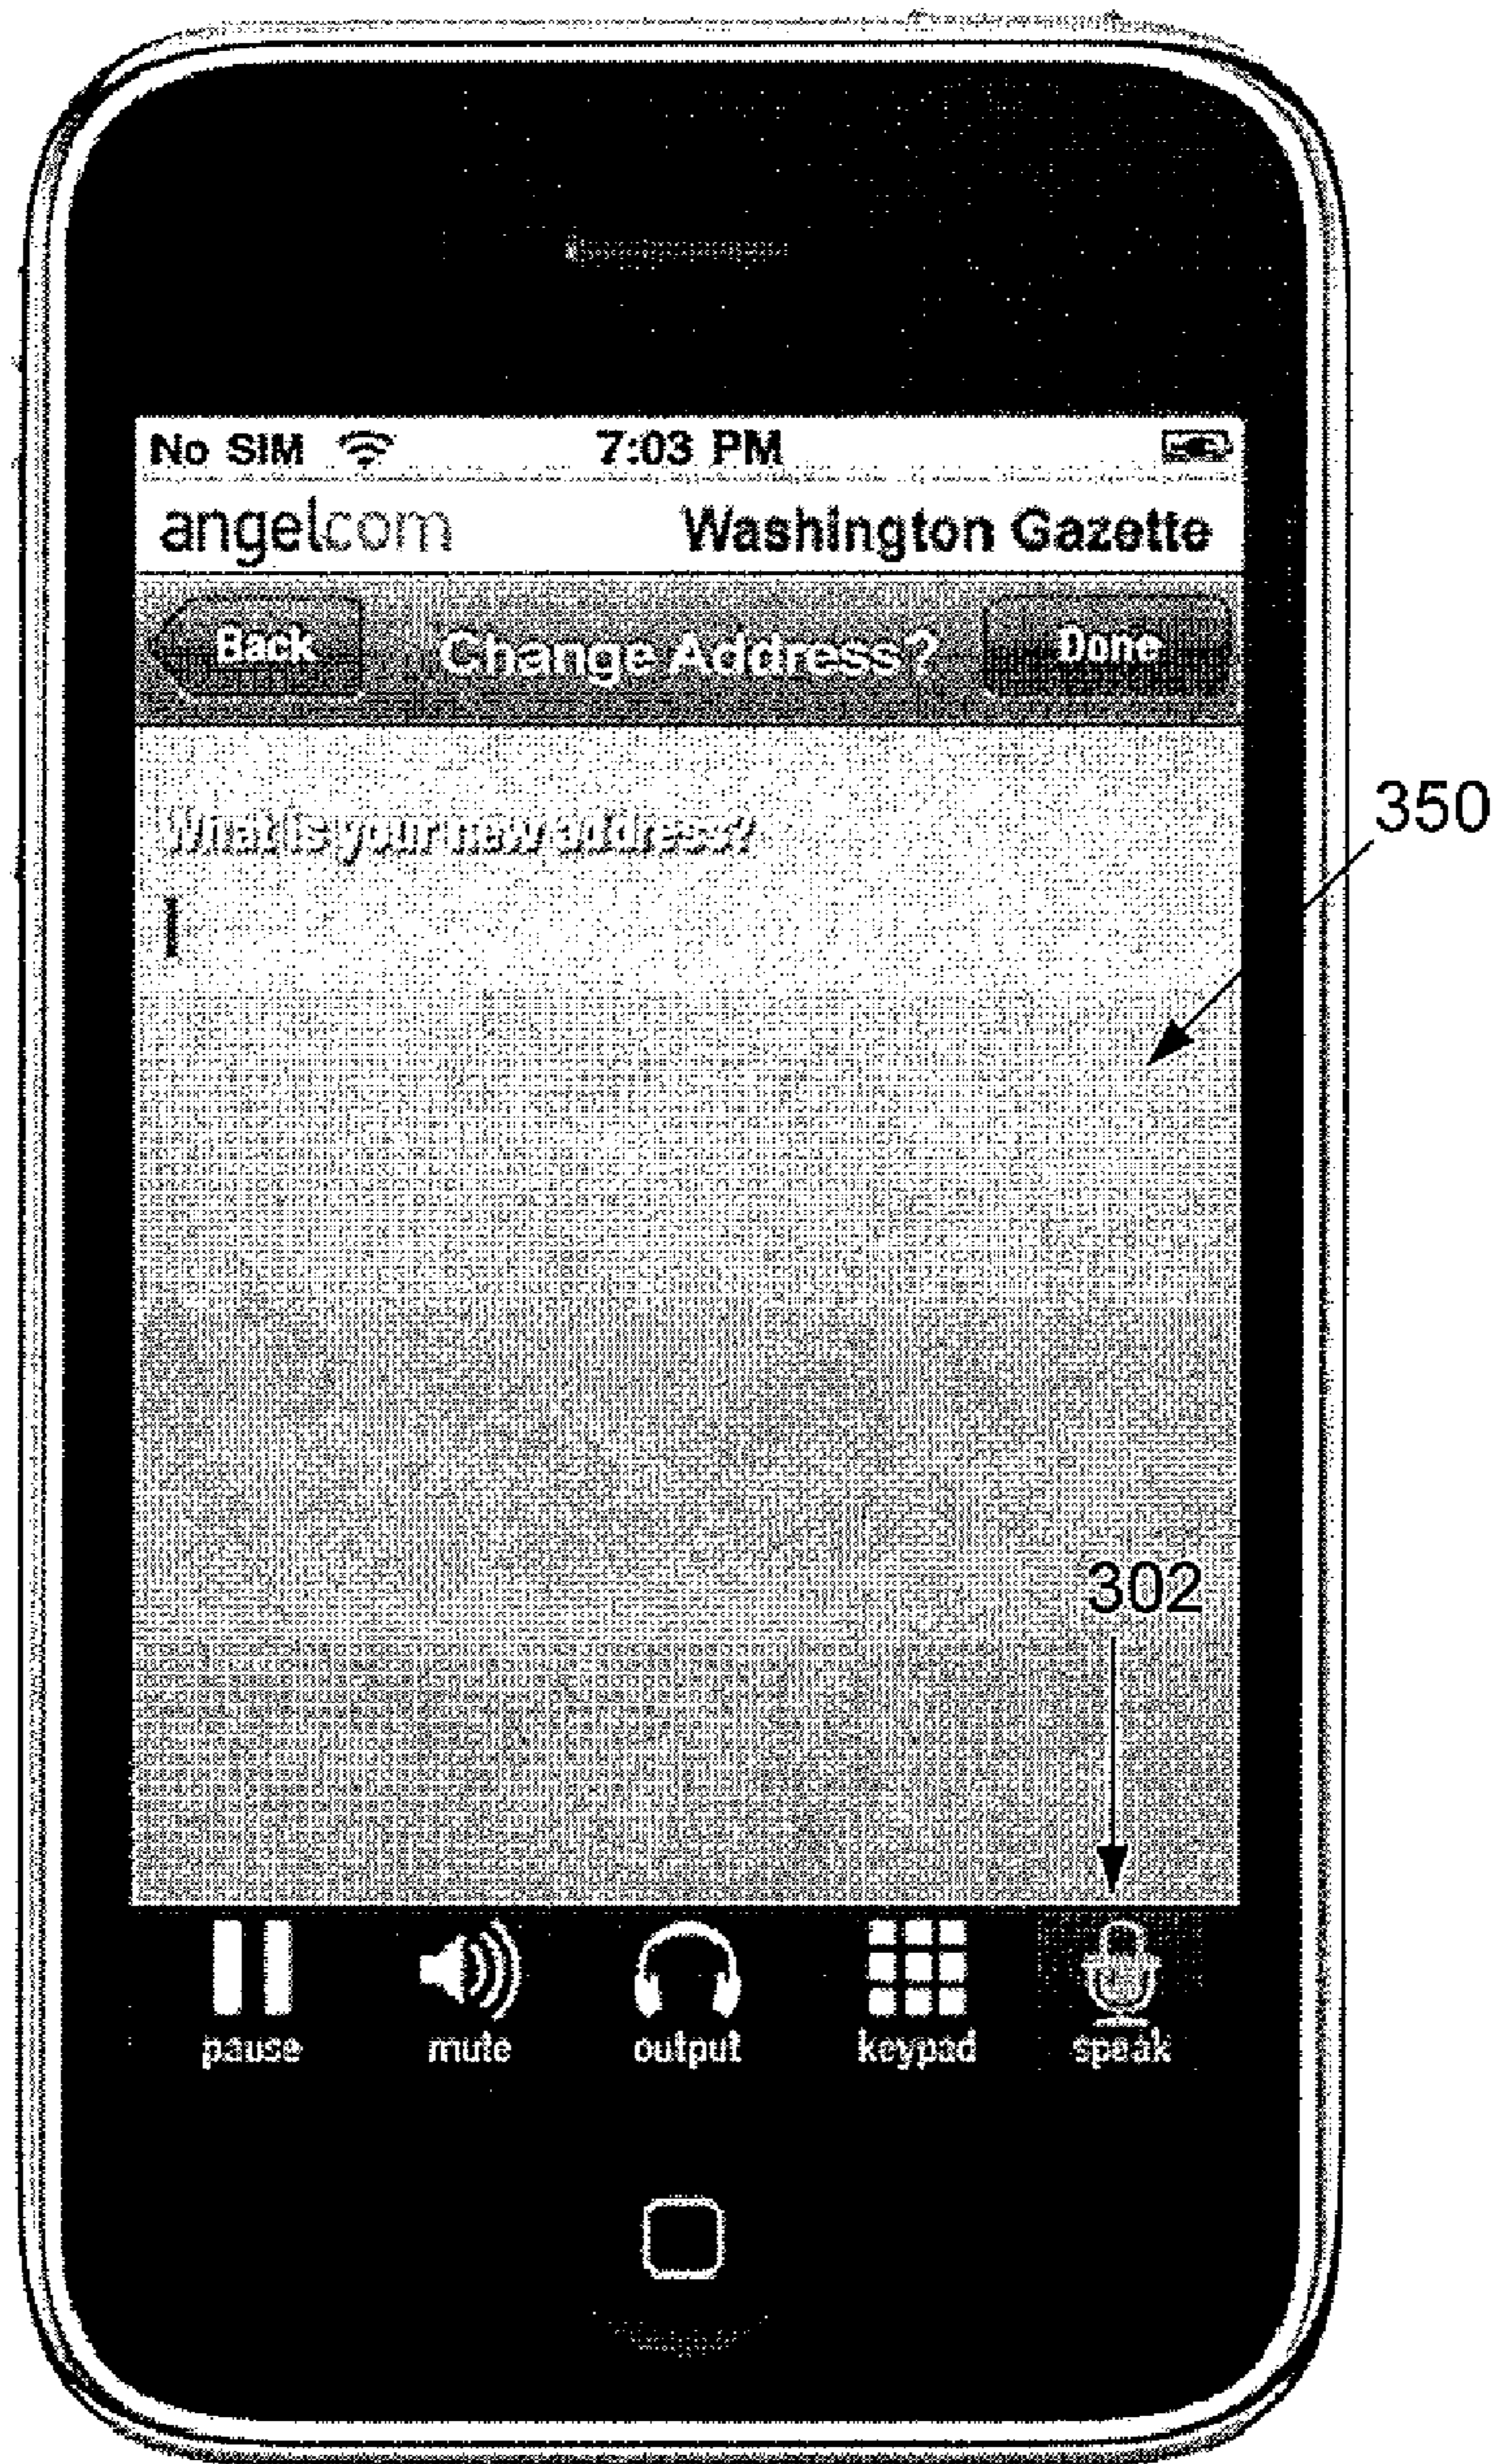 No SIM 7:03 PM
angelcom Washington Gazette
Back Change Address? Done
What is your new address?
350
302
pause mute output keypad speak